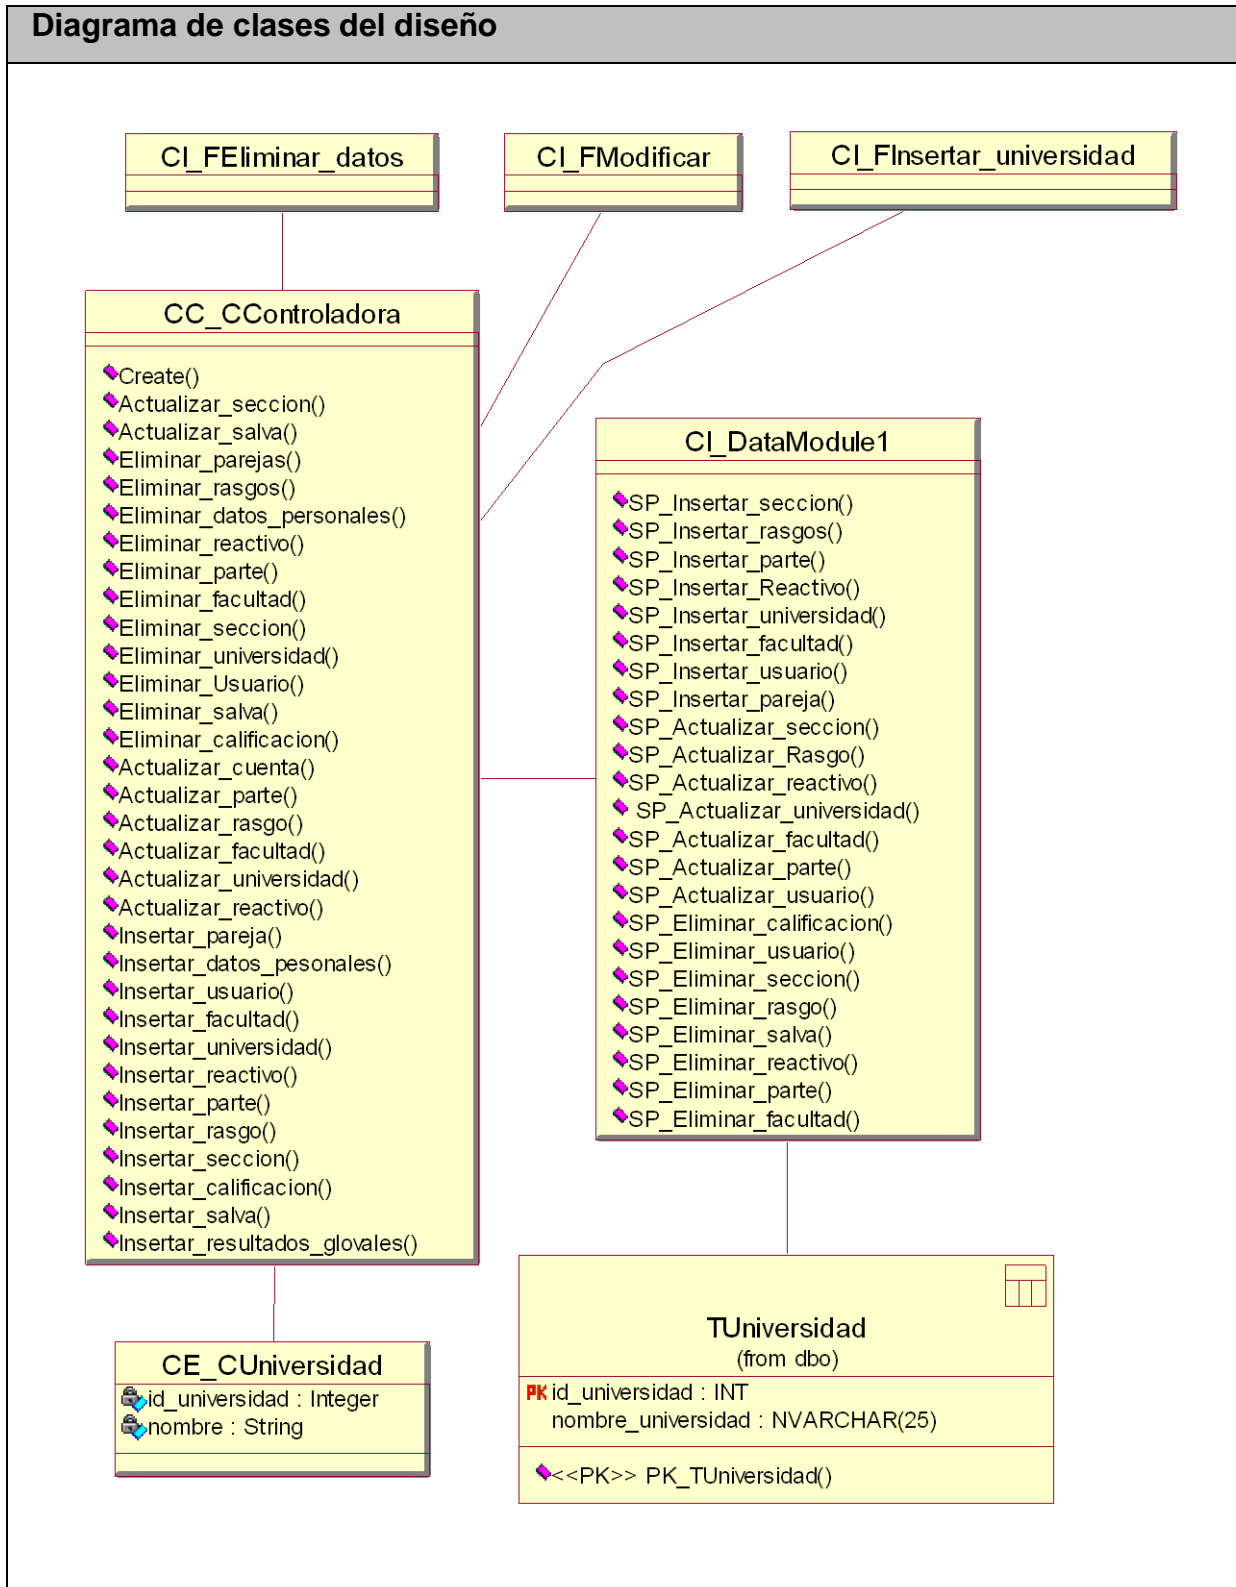 Diagrama de clases del diseño
CI_FEliminar_datos
CI_FModificar
CI_FInsertar_universidad
CC_CControladora
Create()
Actualizar_seccion()
Actualizar_salva()
Eliminar_parejas()
Eliminar_rasgos()
Eliminar_datos_personales()
Eliminar_reactivo()
Eliminar_parte()
Eliminar_facultad()
Eliminar_seccion()
Eliminar_universidad()
Eliminar_Usuario()
Eliminar_salva()
Eliminar_calificacion()
Actualizar_cuenta()
Actualizar_parte()
Actualizar_rasgo()
Actualizar_facultad()
Actualizar_universidad()
Actualizar_reactivo()
Insertar_pareja()
Insertar_datos_pesonales()
Insertar_usuario()
Insertar_facultad()
Insertar_universidad()
Insertar_reactivo()
Insertar_parte()
Insertar_rasgo()
Insertar_seccion()
Insertar_calificacion()
Insertar_salva()
Insertar_resultados_glovales()
CI_DataModule1
SP_Insertar_seccion()
SP_Insertar_rasgos()
SP_Insertar_parte()
SP_Insertar_Reactivo()
SP_Insertar_universidad()
SP_Insertar_facultad()
SP_Insertar_usuario()
SP_Insertar_pareja()
SP_Actualizar_seccion()
SP_Actualizar_Rasgo()
SP_Actualizar_reactivo()
SP_Actualizar_universidad()
SP_Actualizar_facultad()
SP_Actualizar_parte()
SP_Actualizar_usuario()
SP_Eliminar_calificacion()
SP_Eliminar_usuario()
SP_Eliminar_seccion()
SP_Eliminar_rasgo()
SP_Eliminar_salva()
SP_Eliminar_reactivo()
SP_Eliminar_parte()
SP_Eliminar_facultad()
CE_CUniversidad
id_universidad : Integer
nombre : String
TUniversidad
(from dbo)
PK id_universidad : INT
nombre_universidad : NVARCHAR(25)
<<PK>> PK_TUniversidad()